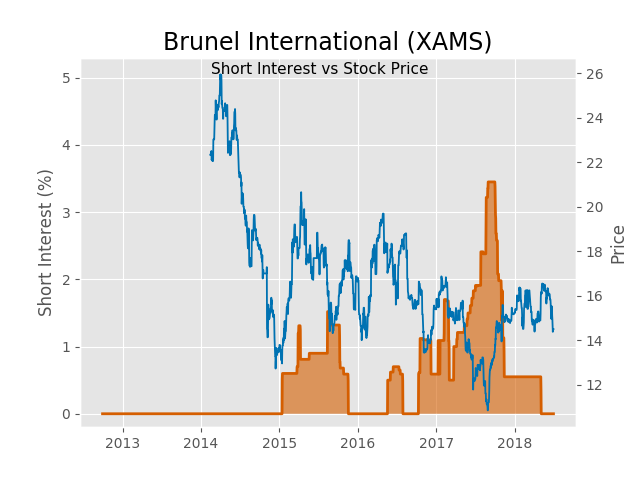 Brunel International (XAMS)
Short Interest vs Stock Price
Short Interest (%)
5
4
3
2
1
0
26
24
22
20
18
16
14
12
Price
2013 2014 2015 2016 2017 2018